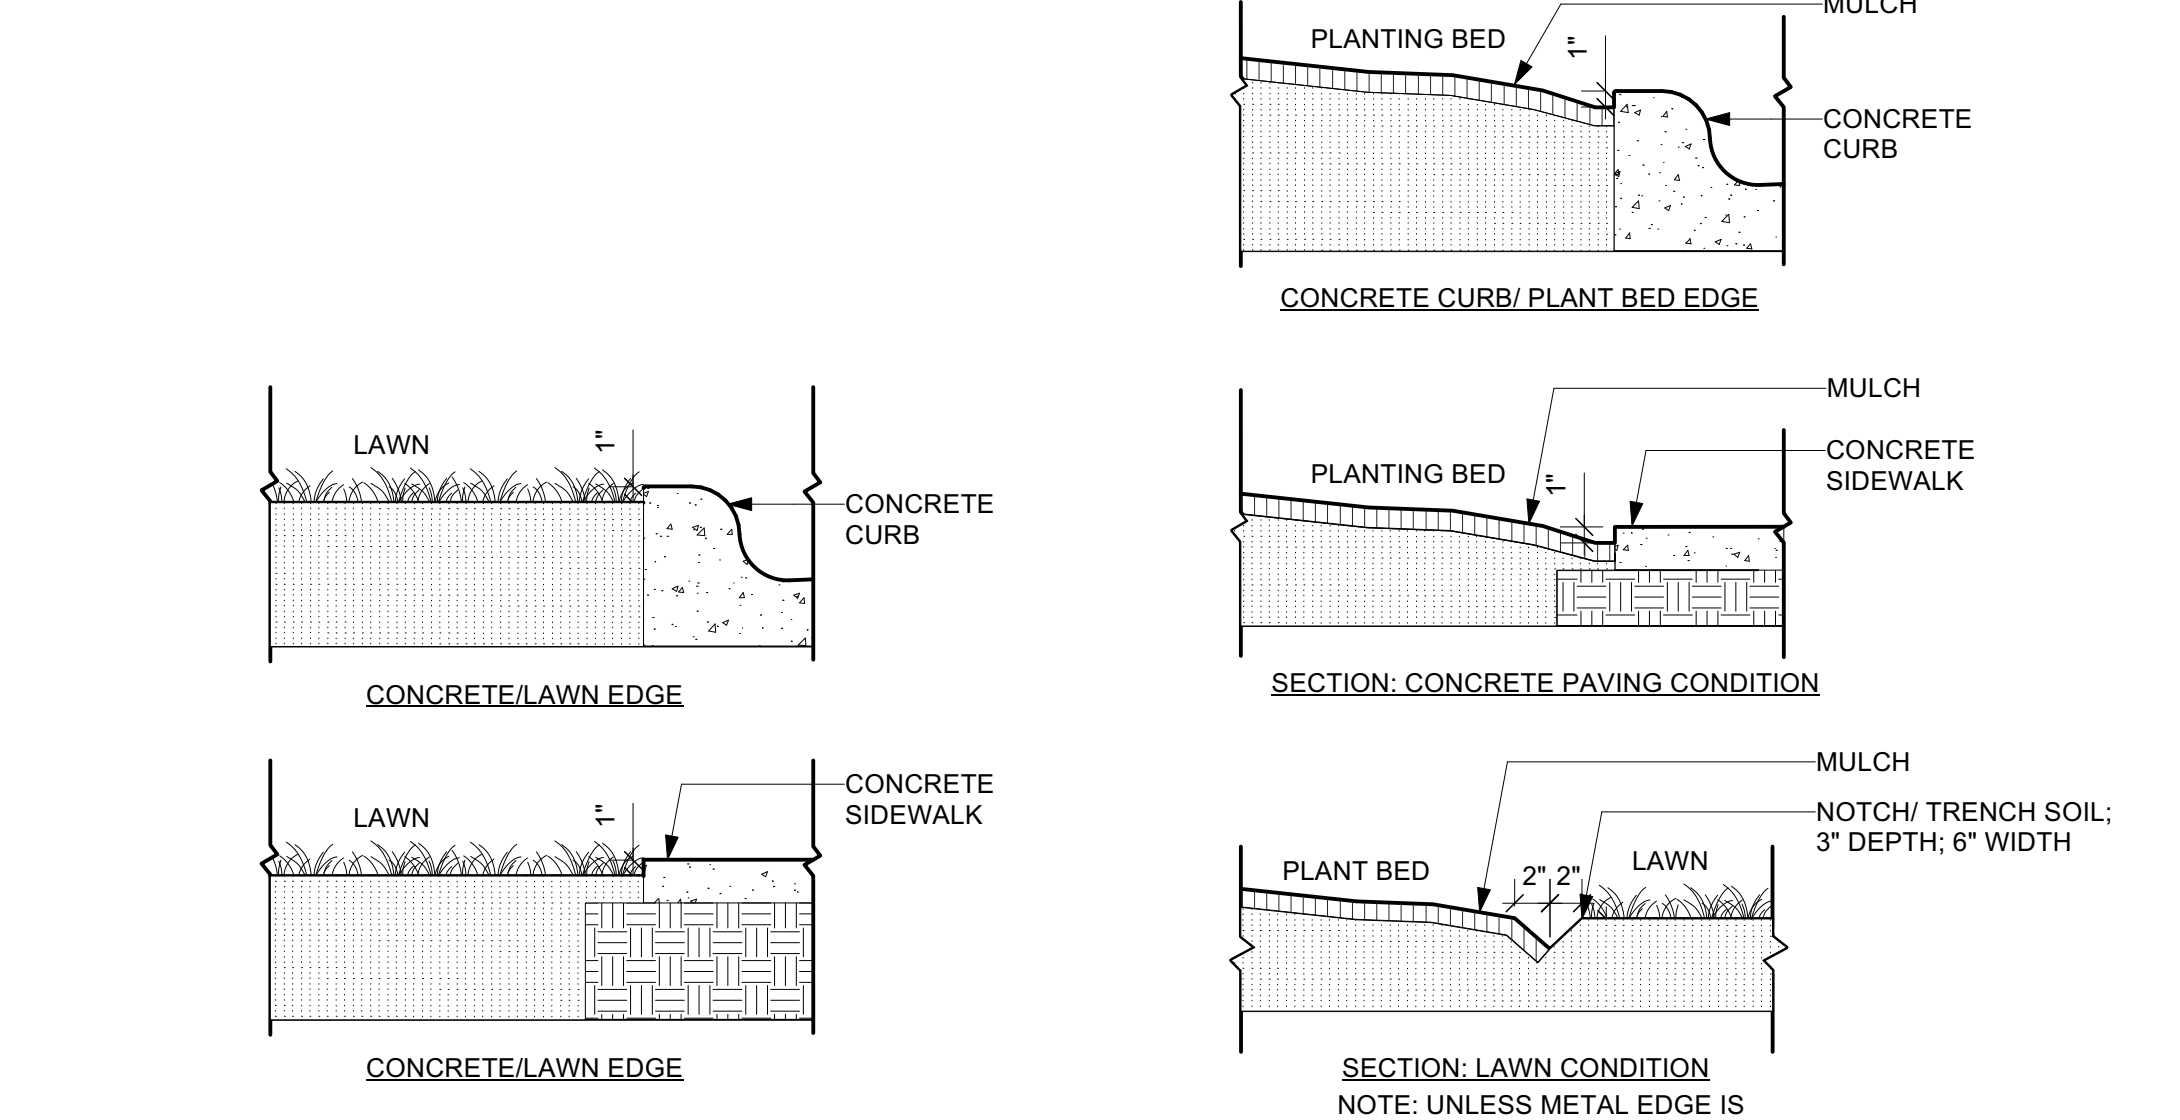 MULCH
PLANTING BED
1"
CONCRETE
CURB
CONCRETE CURB/ PLANT BED EDGE
LAWN
1"
CONCRETE
CURB
CONCRETE/LAWN EDGE
MULCH
PLANTING BED
1"
CONCRETE
SIDEWALK
SECTION: CONCRETE PAVING CONDITION
LAWN
1"
CONCRETE
SIDEWALK
CONCRETE/LAWN EDGE
MULCH
NOTCH/ TRENCH SOIL;
3" DEPTH; 6" WIDTH
PLANT BED
2" 2"
LAWN
SECTION: LAWN CONDITION
NOTE: UNLESS METAL EDGE IS